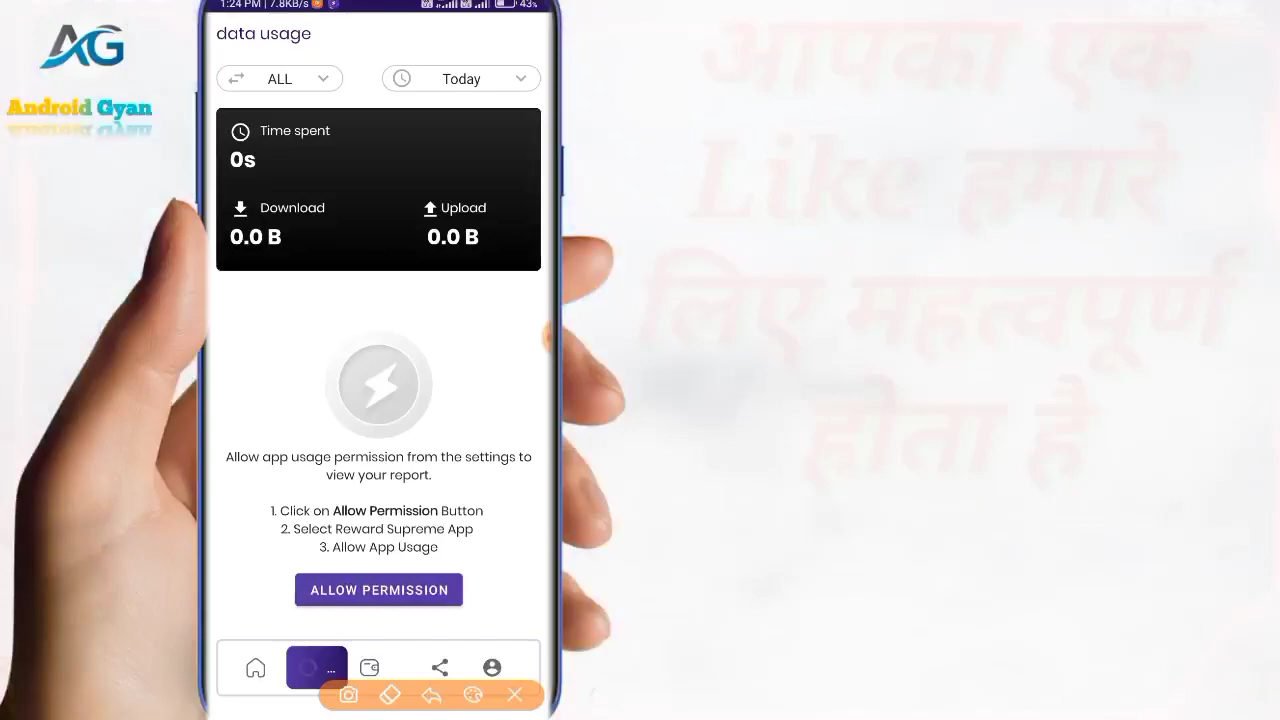 1:24 PM | 7.8KB/s
43%
AG
Android Gyan
data usage
ALL
Today
Time spent
0s
Download
Upload
0.0 B
0.0 B
Allow app usage permission from the settings to
view your report.
1. Click on Allow Permission Button
2. Select Reward Supreme App
3. Allow App Usage
ALLOW PERMISSION
...
आपका एक
Like हमारे
लिए महत्वपूर्ण
होता है